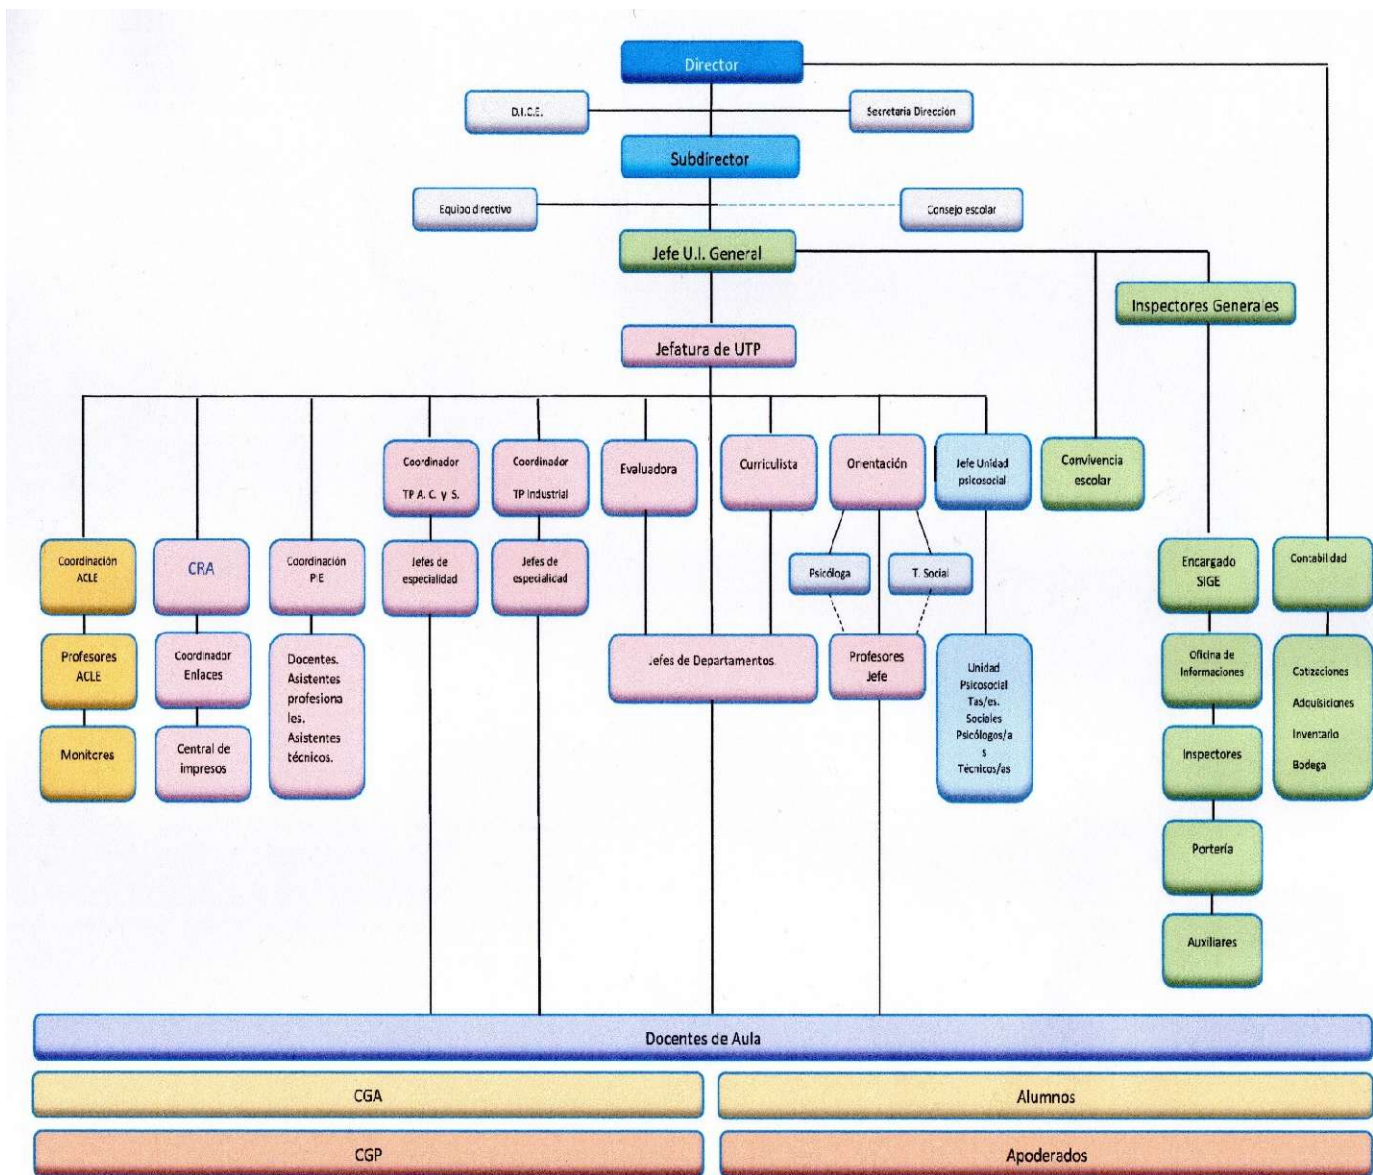 Director
D.I.C.E.
Secretaria Dirección
Subdirector
Equipo directivo
Consejo escolar
Jefe U.I. General
Inspectores Generales
Jefatura de UTP
Coordinador
TP A. C. y S.
Coordinador
TP Industrial
Evaluadora
Curriculista
Orientación
Jefe Unidad
psicosocial
Convivencia
escolar
Coordinación
ACLE
CRA
Coordinación
PIE
Jefes de
especialidad
Jefes de
especialidad
Psicóloga
T. Social
Encargado
SIGE
Contabilidad
Profesores
ACLE
Coordinador
Enlaces
Docentes.
Asistentes
profesiona
les.
Asistentes
técnicos.
Jefes de Departamentos
Profesores
Jefe
Unidad
Psicosocial
Tas/es.
Sociales
Psicólogos/a
s
Técnicos/as
Oficina de
Informaciones
Cotizaciones
Adquisiciones
Inventario
Bodega
Monitores
Central de
impresos
Inspectores
Portería
Auxiliares
Docentes de Aula
CGA
Alumnos
CGP
Apoderados